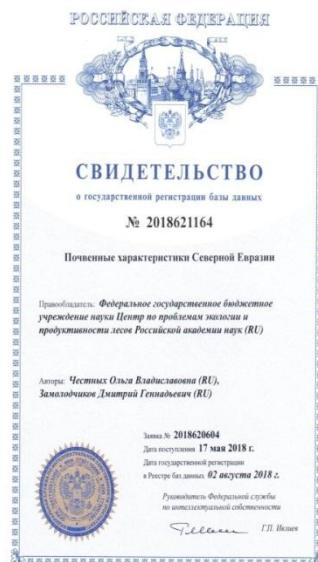 РОССИЙСКАЯ ФЕДЕРАЦИЯ
СВИДЕТЕЛЬСТВО
о государственной регистрации базы данных
№ 2018621164
Почвенные характеристики Северной Евразии
Правообладатель: Федеральное государственное бюджетное
учреждение науки Центр по проблемам экологии и
продуктивности лесов Российской академии наук (RU)
Авторы: Честных Ольга Владиславовна (RU),
Замолодчиков Дмитрий Геннадьевич (RU)
Заявка № 2018620604
Дата поступления 17 мая 2018 г.
Дата государственной регистрации
в Реестре баз данных 02 августа 2018 г.
Руководитель Федеральной службы
по интеллектуальной собственности
Г.П. Ивлиев